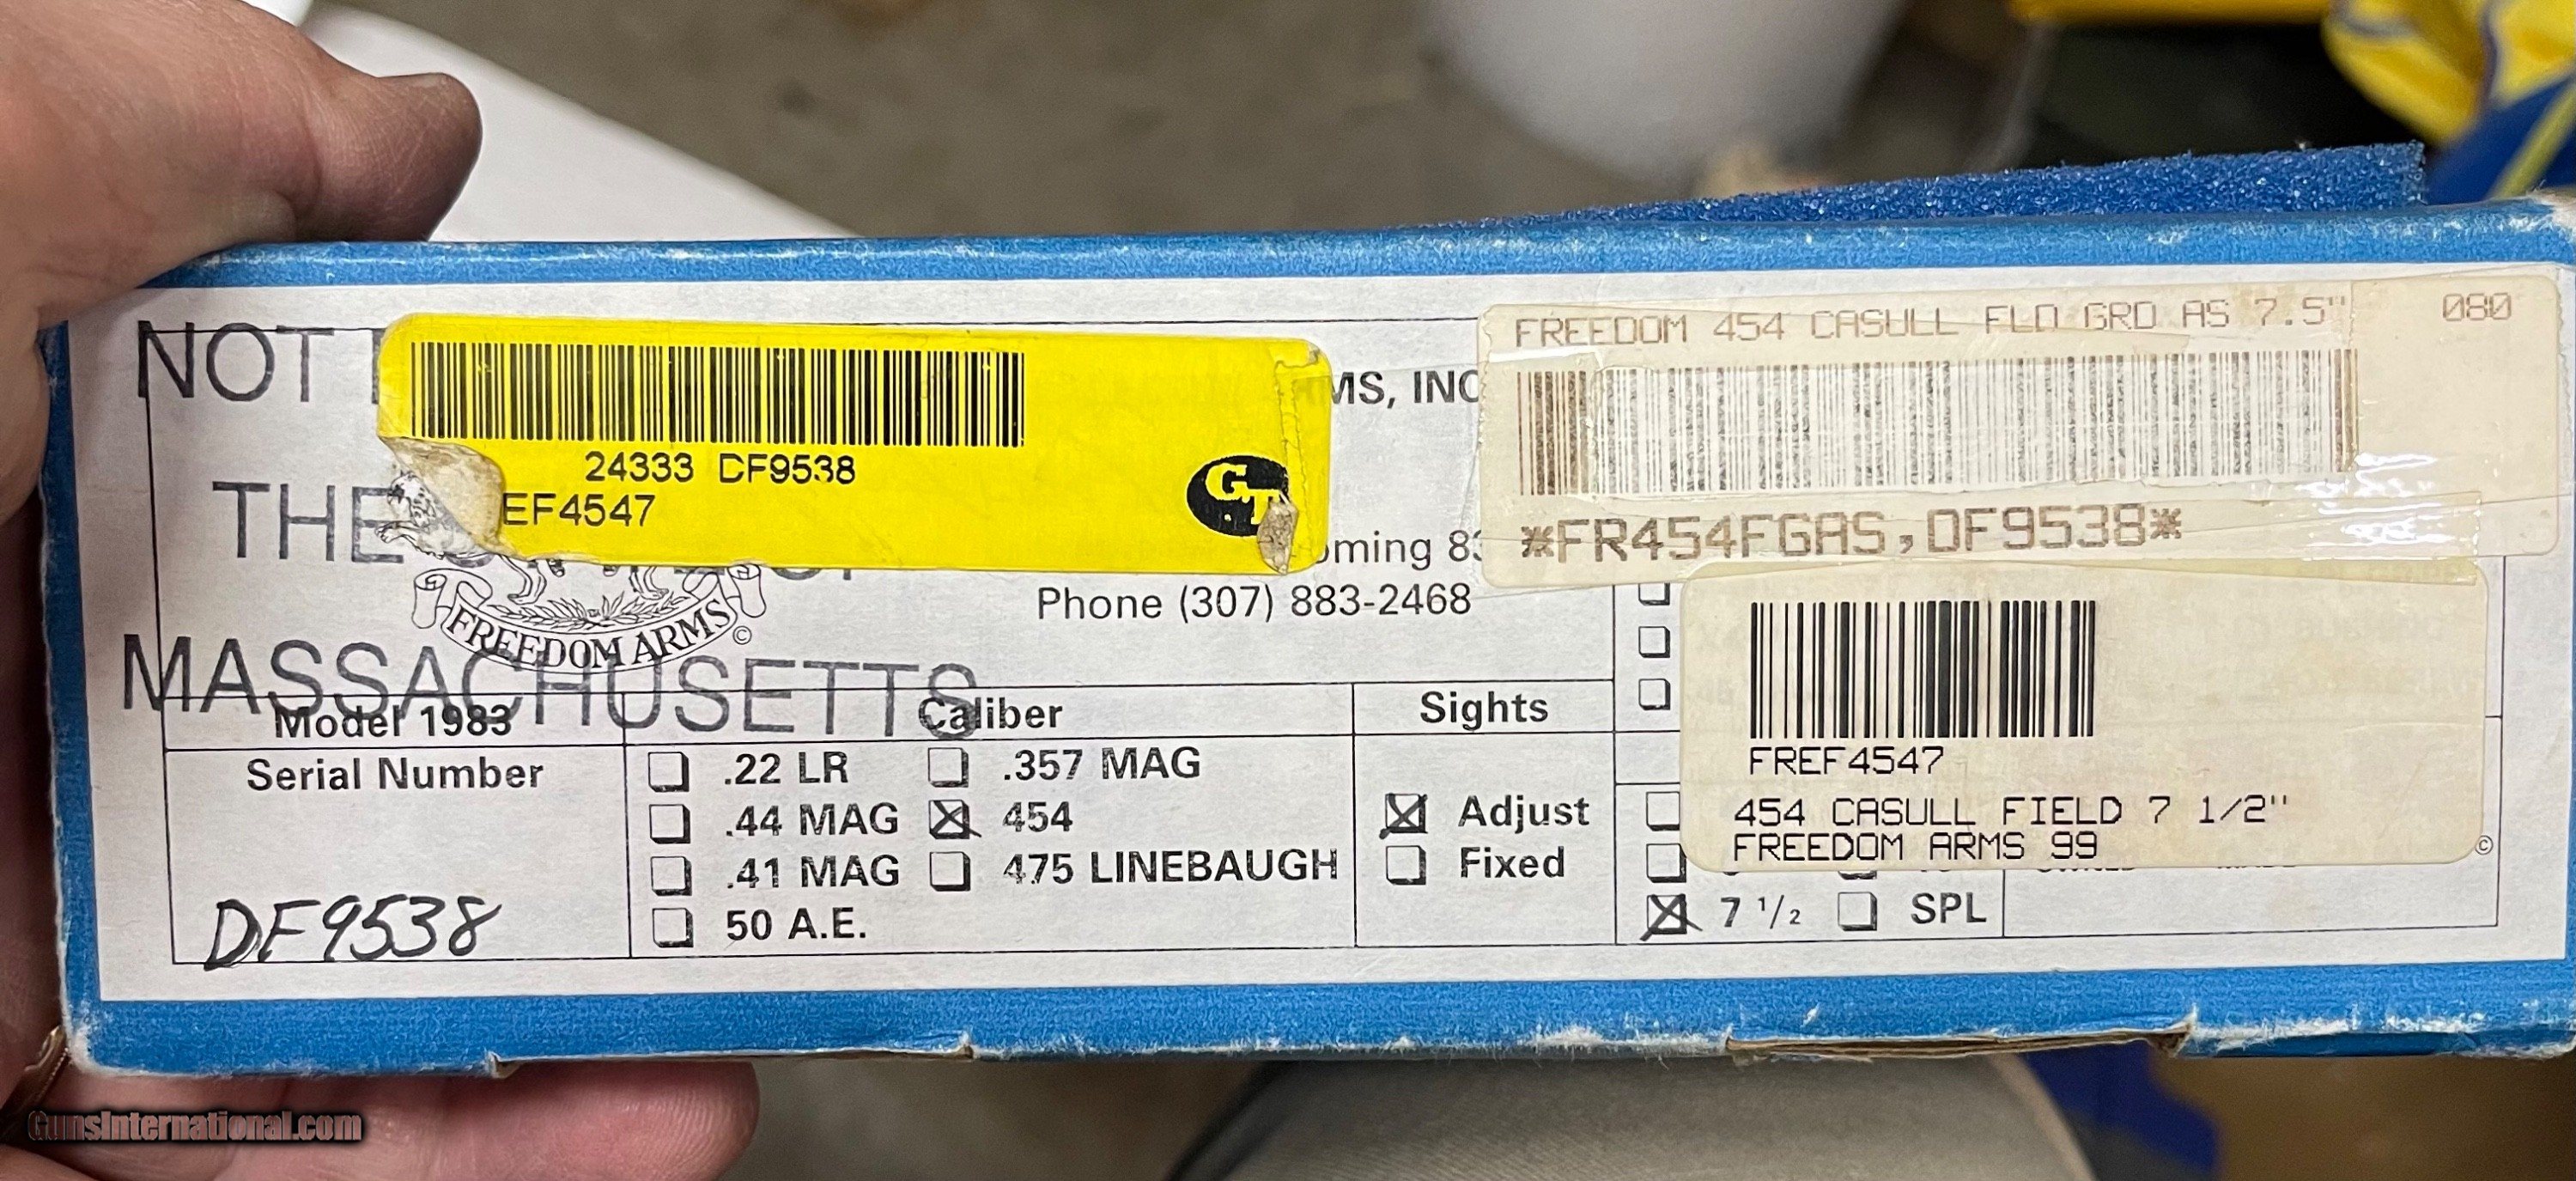 NOT
24333 DF9538
EF4547
GT
MS, INC
THE
oming 83
Phone (307) 883-2468
FREEDOM ARMS ©
MASSACHUSETTS
FREEDOM 454 CASULL FLD GRD AS 7.5" 080
*FR454FGAS,DF9538*
FREF4547
454 CASULL FIELD 7 1/2"
FREEDOM ARMS 99
©
Model 1983
Serial Number
DF9538
Caliber
.22 LR
.357 MAG
.44 MAG
454
.41 MAG
475 LINEBAUGH
50 A.E.
Sights
Adjust
Fixed
7 1/2
SPL
GunsInternational.com